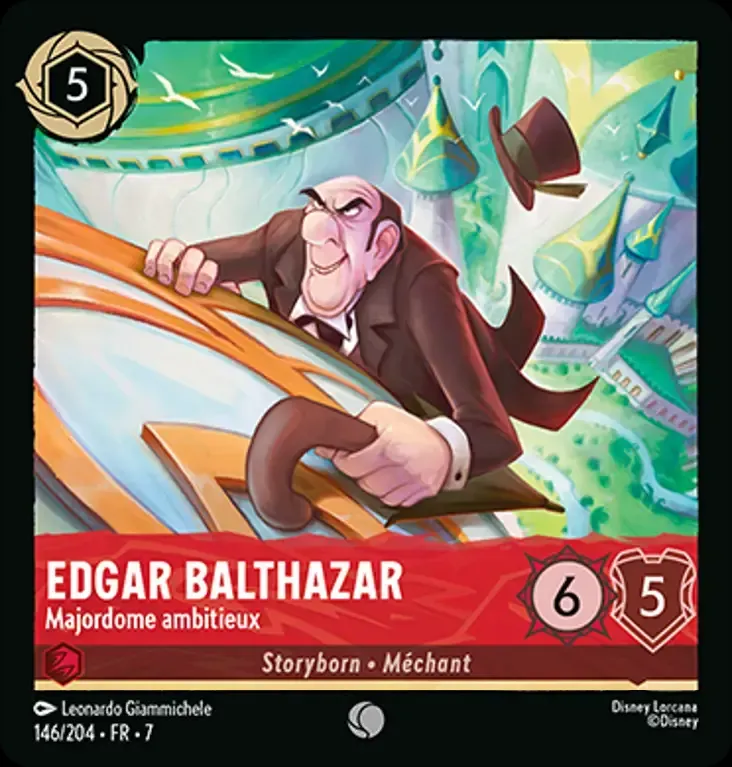 5
EDGAR BALTHAZAR
Majordome ambitieux
6
5
Storyborn • Méchant
Leonardo Giammichele
146/204 • FR • 7
Disney Lorcana
©Disney